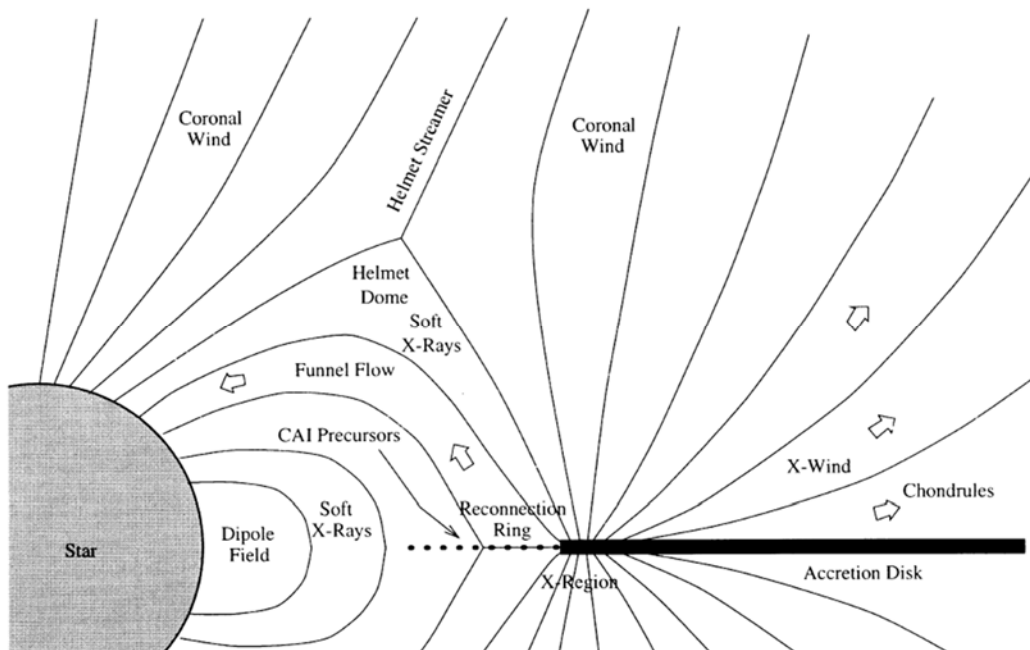 Coronal
Wind
Helmet Streamer
Coronal
Wind
Helmet
Dome
Soft
X-Rays
Funnel Flow
CAI Precursors
X-Wind
Chondrules
Reconnection
Ring
Soft
X-Rays
Dipole
Field
Star
X-Region
Accretion Disk